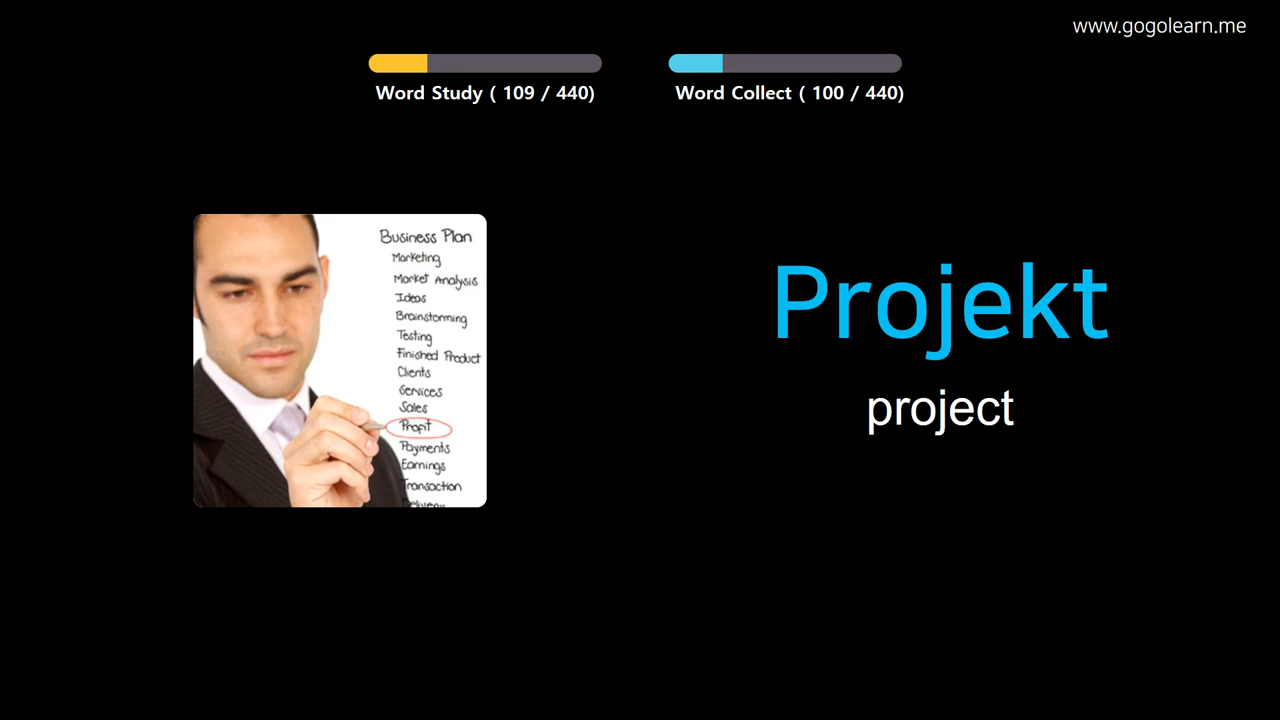 www.gogolearn.me
Word Study ( 109 / 440)
Word Collect ( 100 / 440)
Business Plan
Marketing
Market Analysis
Ideas
Brainstorming
Testing
Finished Product
Clients
Services
Sales
Profit
Payments
Earnings
Transaction
Delivery
Projekt
project